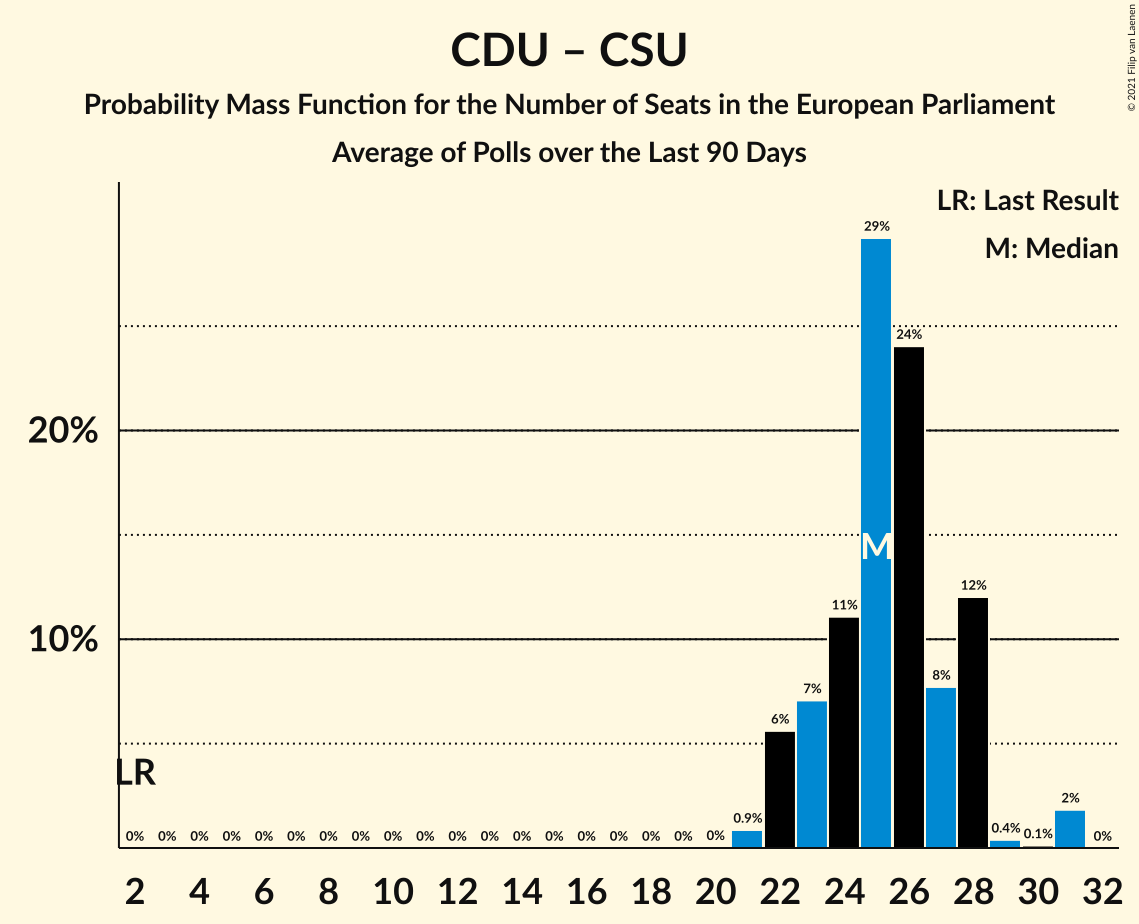 CDU – CSU
Probability Mass Function for the Number of Seats in the European Parliament
Average of Polls over the Last 90 Days
© 2021 Filip van Laenen
LR: Last Result
M: Median
29%
24%
20%
M
12%
11%
10%
8%
7%
6%
LR
2%
0.9%
0.4%
0.1%
0% 0% 0% 0% 0% 0% 0% 0% 0% 0% 0% 0% 0% 0% 0% 0% 0% 0% 0% 0%
2 4 6 8 10 12 14 16 18 20 22 24 26 28 30 32